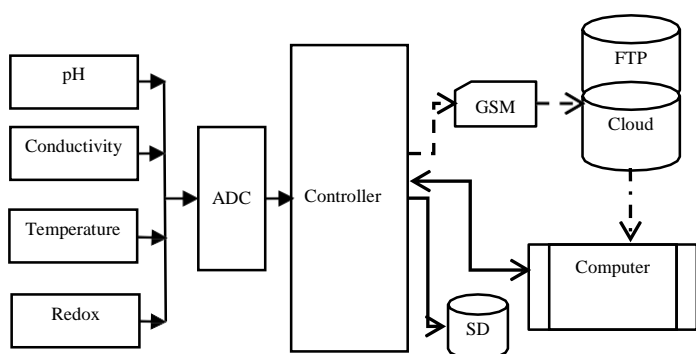 pH
Conductivity
Temperature
Redox
ADC
Controller
GSM
FTP
Cloud
Computer
SD